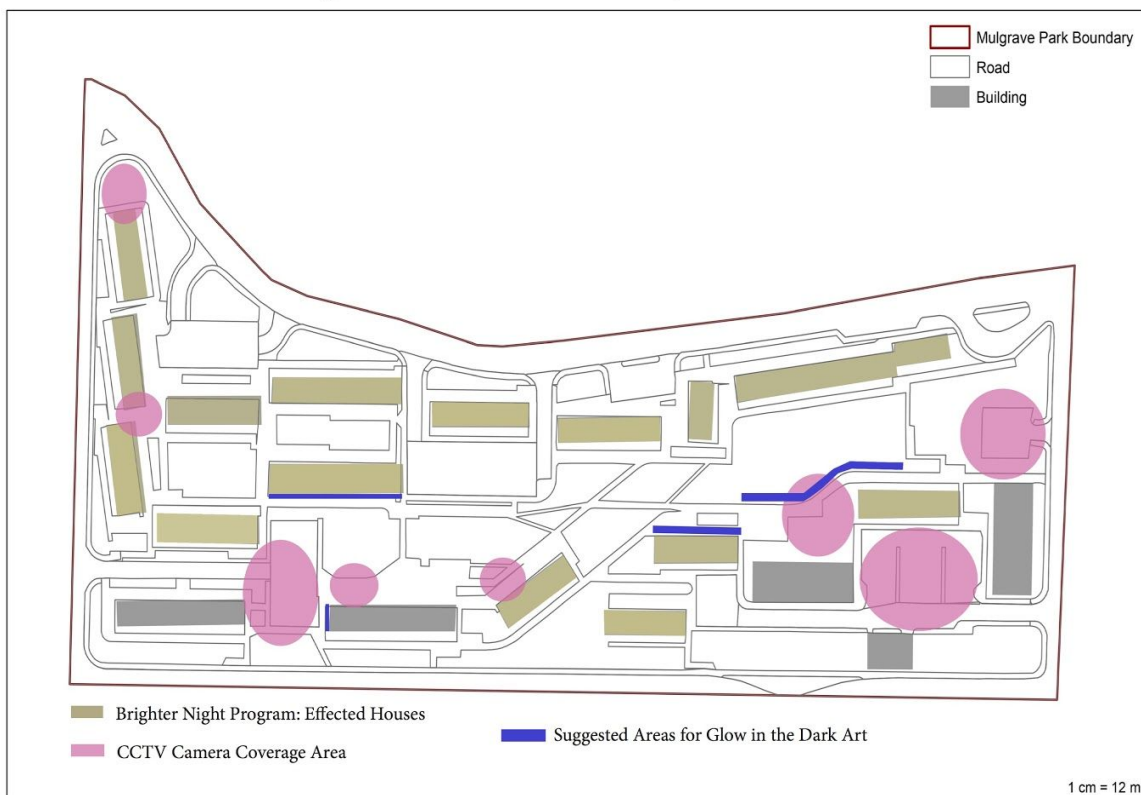 Mulgrave Park Boundary
Road
Building
Brighter Night Program: Effected Houses
CCTV Camera Coverage Area
Suggested Areas for Glow in the Dark Art
1 cm = 12 m